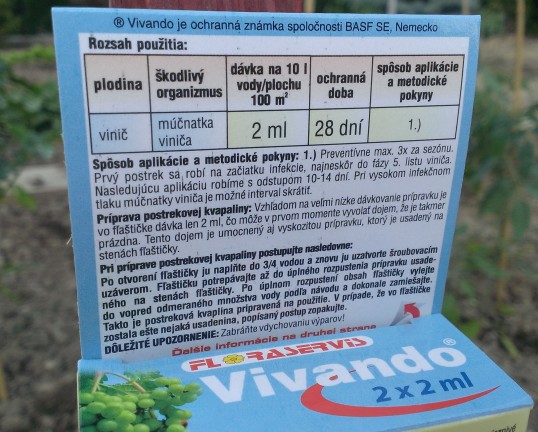 ® Vivando je ochranná známka spoločnosti BASF SE, Nemecko
Rozsah použitia:
plodina
škodlivý
organizmus
dávka na 10 l
vody/plochu
100 m²
ochranná
doba
spôsob aplikácie
a metodické
pokyny
vinič
múčnatka
viniča
2 ml
28 dní
1.)
Spôsob aplikácie a metodické pokyny: 1.) Preventívne max. 3x za sezónu.
Prvý postrek sa robí na začiatku infekcie, najneskôr do fázy 5. listu viniča.
Nasledujúcu aplikáciu robíme s odstupom 10-14 dní. Pri vysokom infekčnom
tlaku múčnatky viniča je možné interval skrátiť.
Príprava postrekovej kvapaliny: Vzhľadom na veľmi nízke dávkovanie prípravku je
vo fľaštičke dávka len 2 ml, čo môže v prvom momente vyvolať dojem, že je takmer
prázdna. Tento dojem je umocnený aj vyskozitou prípravku, ktorý je usadený na
stenách fľaštičky.
Pri príprave postrekovej kvapaliny postupujte nasledovne:
Po otvorení fľaštičky ju naplňte do 3/4 vodou a znovu ju uzatvorte šroubovacím
uzáverom. Fľaštičku potrepávajte až do úplného rozpustenia prípravku usade-
ného na stenách fľaštičky. Po úplnom rozpustení obsah fľaštičky vylejte
do vopred odmeraného množstva vody podľa návodu a dokonale zamiešajte.
Takto je postreková kvapalina pripravená na použitie. V prípade, že vo fľaštičke
zostala ešte nejaká usadenina, popísaný postup zopakujte.
DÔLEŽITÉ UPOZORNENIE: Zabráňte vdychovaniu výparov!
Ďalšie informácie na druhej strane
FLORASERVIS
Vivando®
2 x 2 ml